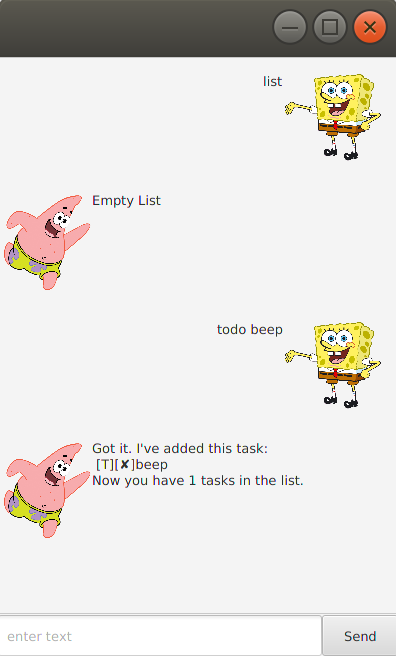 list
Empty List
todo beep
Got it. I've added this task:
[T][✘]beep
Now you have 1 tasks in the list.
enter text
Send